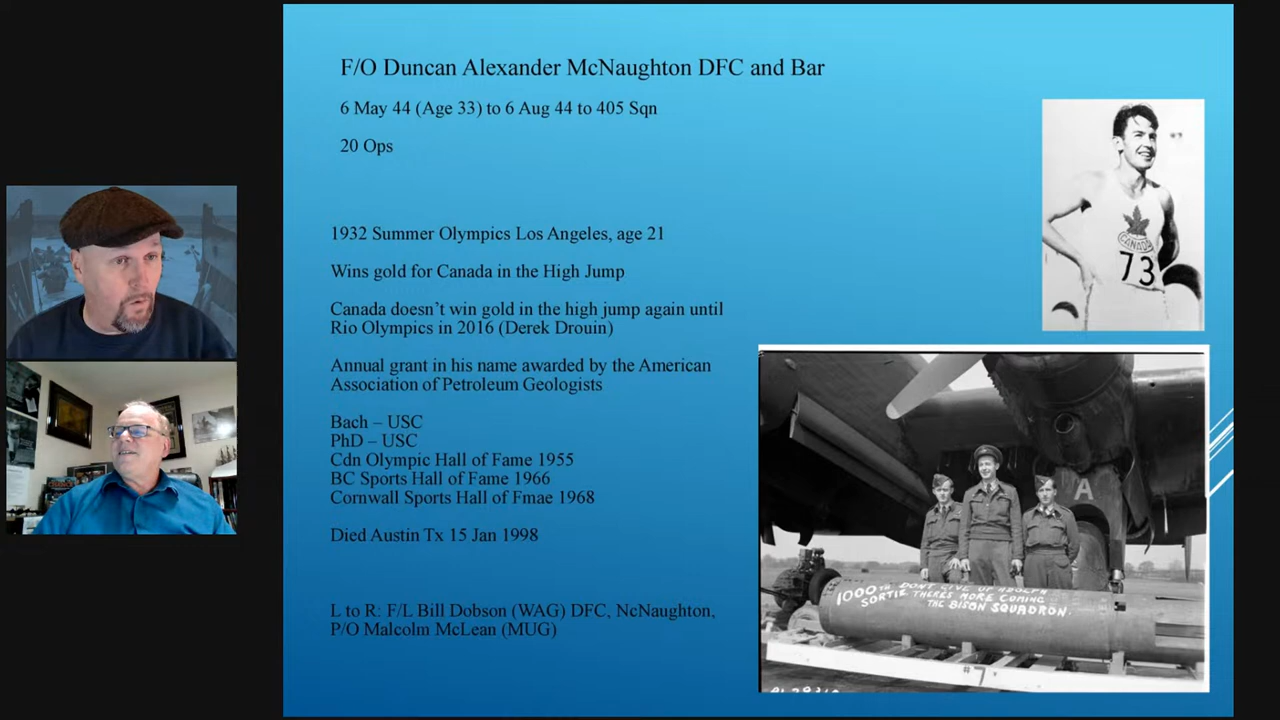 F/O Duncan Alexander McNaughton DFC and Bar
6 May 44 (Age 33) to 6 Aug 44 to 405 Sqn
20 Ops
1932 Summer Olympics Los Angeles, age 21
Wins gold for Canada in the High Jump
Canada doesn't win gold in the high jump again until
Rio Olympics in 2016 (Derek Drouin)
Annual grant in his name awarded by the American
Association of Petroleum Geologists
Bach – USC
PhD – USC
Cdn Olympic Hall of Fame 1955
BC Sports Hall of Fame 1966
Cornwall Sports Hall of Fmae 1968
Died Austin Tx 15 Jan 1998
L to R: F/L Bill Dobson (WAG) DFC, NcNaughton,
P/O Malcolm McLean (MUG)
CANADA
73
A
1000TH DONT GIVE UP ADOLPH
SORTIE THERES MORE COMING
THE BISON SQUADRON.
#7